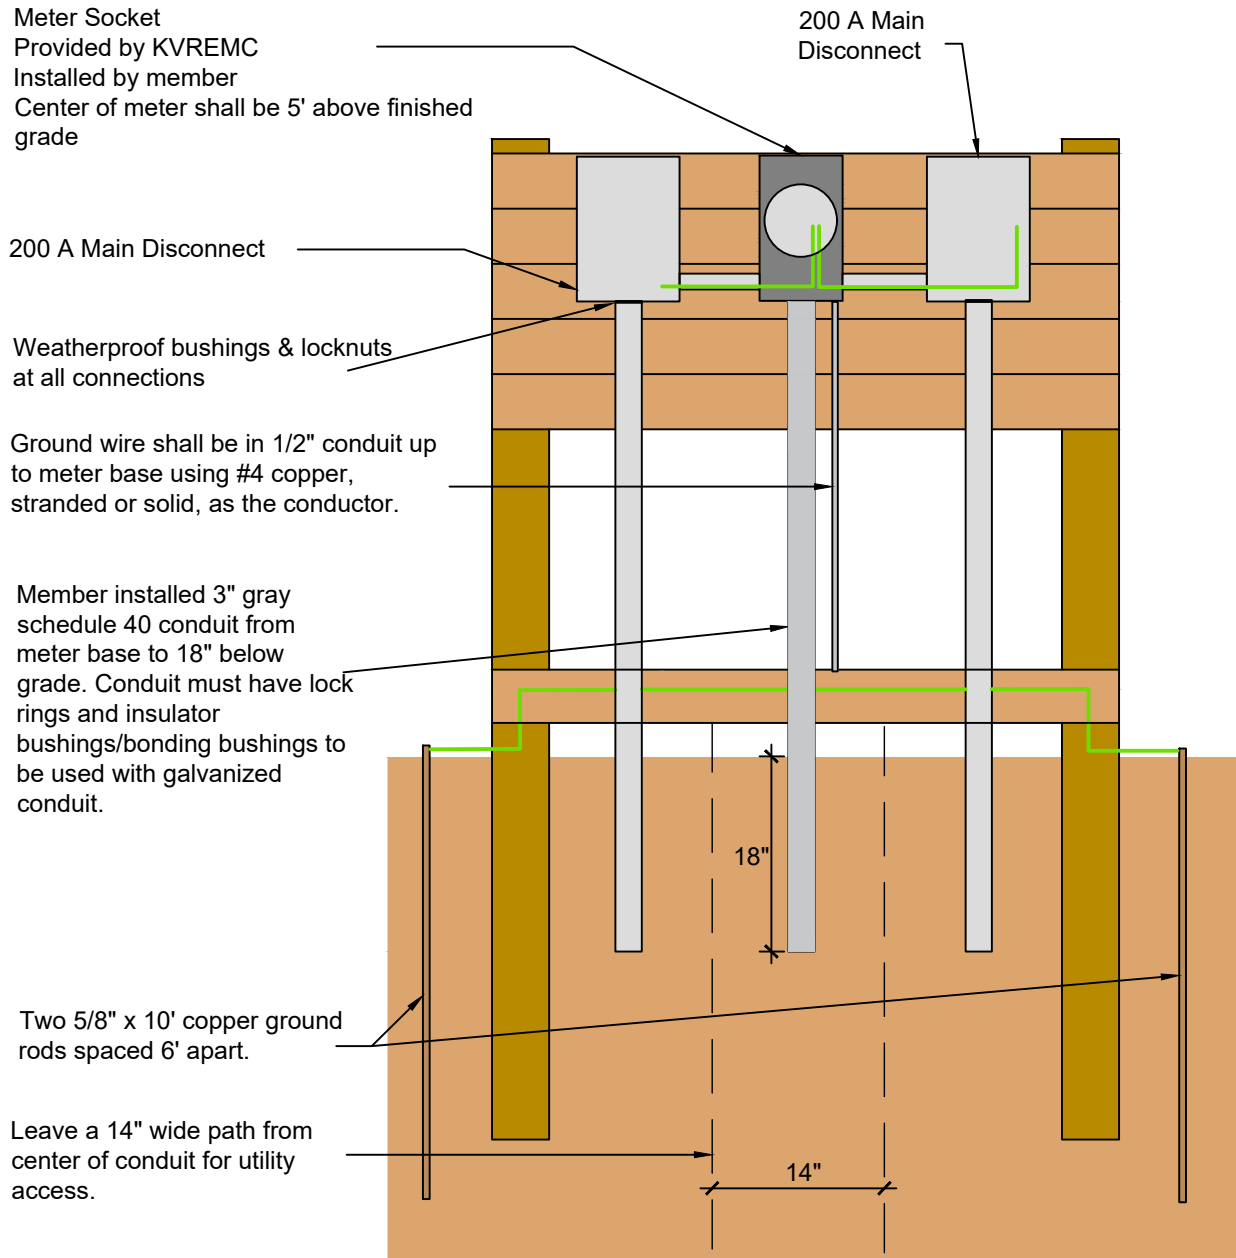 Meter Socket
Provided by KVREMC
Installed by member
Center of meter shall be 5' above finished
grade
200 A Main
Disconnect
200 A Main Disconnect
Weatherproof bushings & locknuts
at all connections
Ground wire shall be in 1/2" conduit up
to meter base using #4 copper,
stranded or solid, as the conductor.
Member installed 3" gray
schedule 40 conduit from
meter base to 18" below
grade. Conduit must have lock
rings and insulator
bushings/bonding bushings to
be used with galvanized
conduit.
18"
Two 5/8" x 10' copper ground
rods spaced 6' apart.
Leave a 14" wide path from
center of conduit for utility
access.
14"